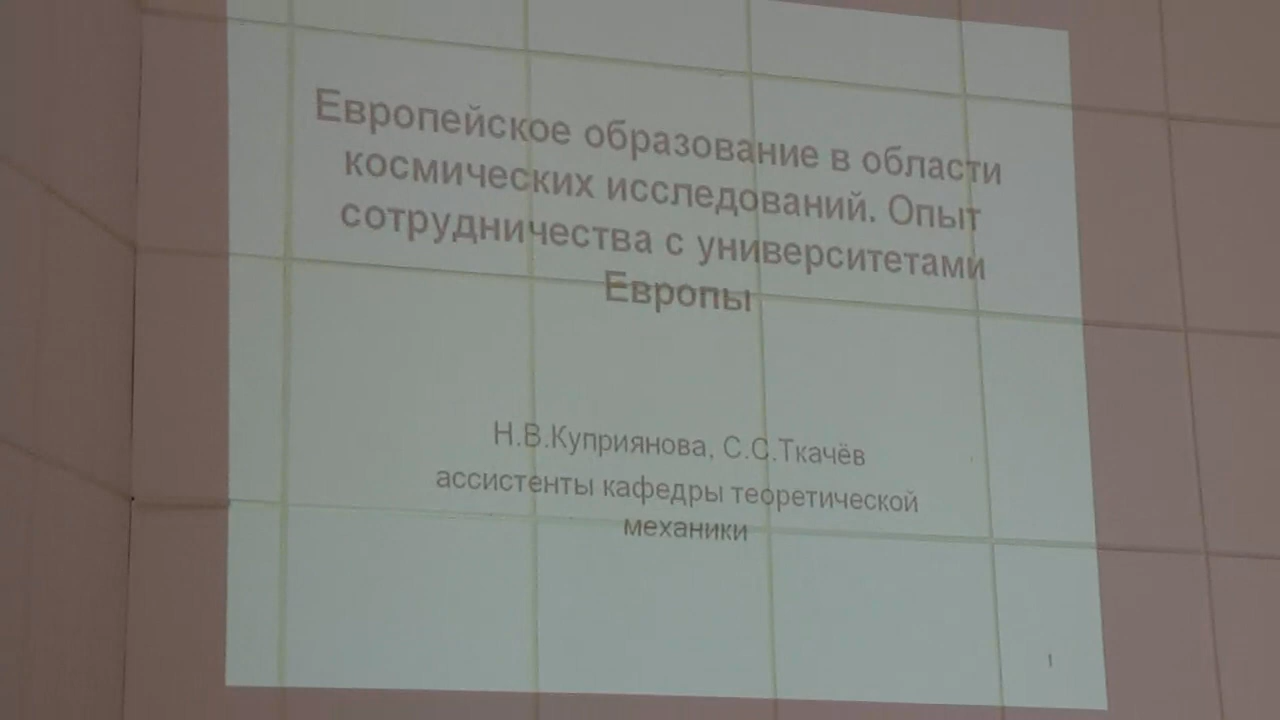 Европейское образование в области
космических исследований. Опыт
сотрудничества с университетами
Европы
Н.В.Куприянова, С.С.Ткачёв
ассистенты кафедры теоретической
механики
1